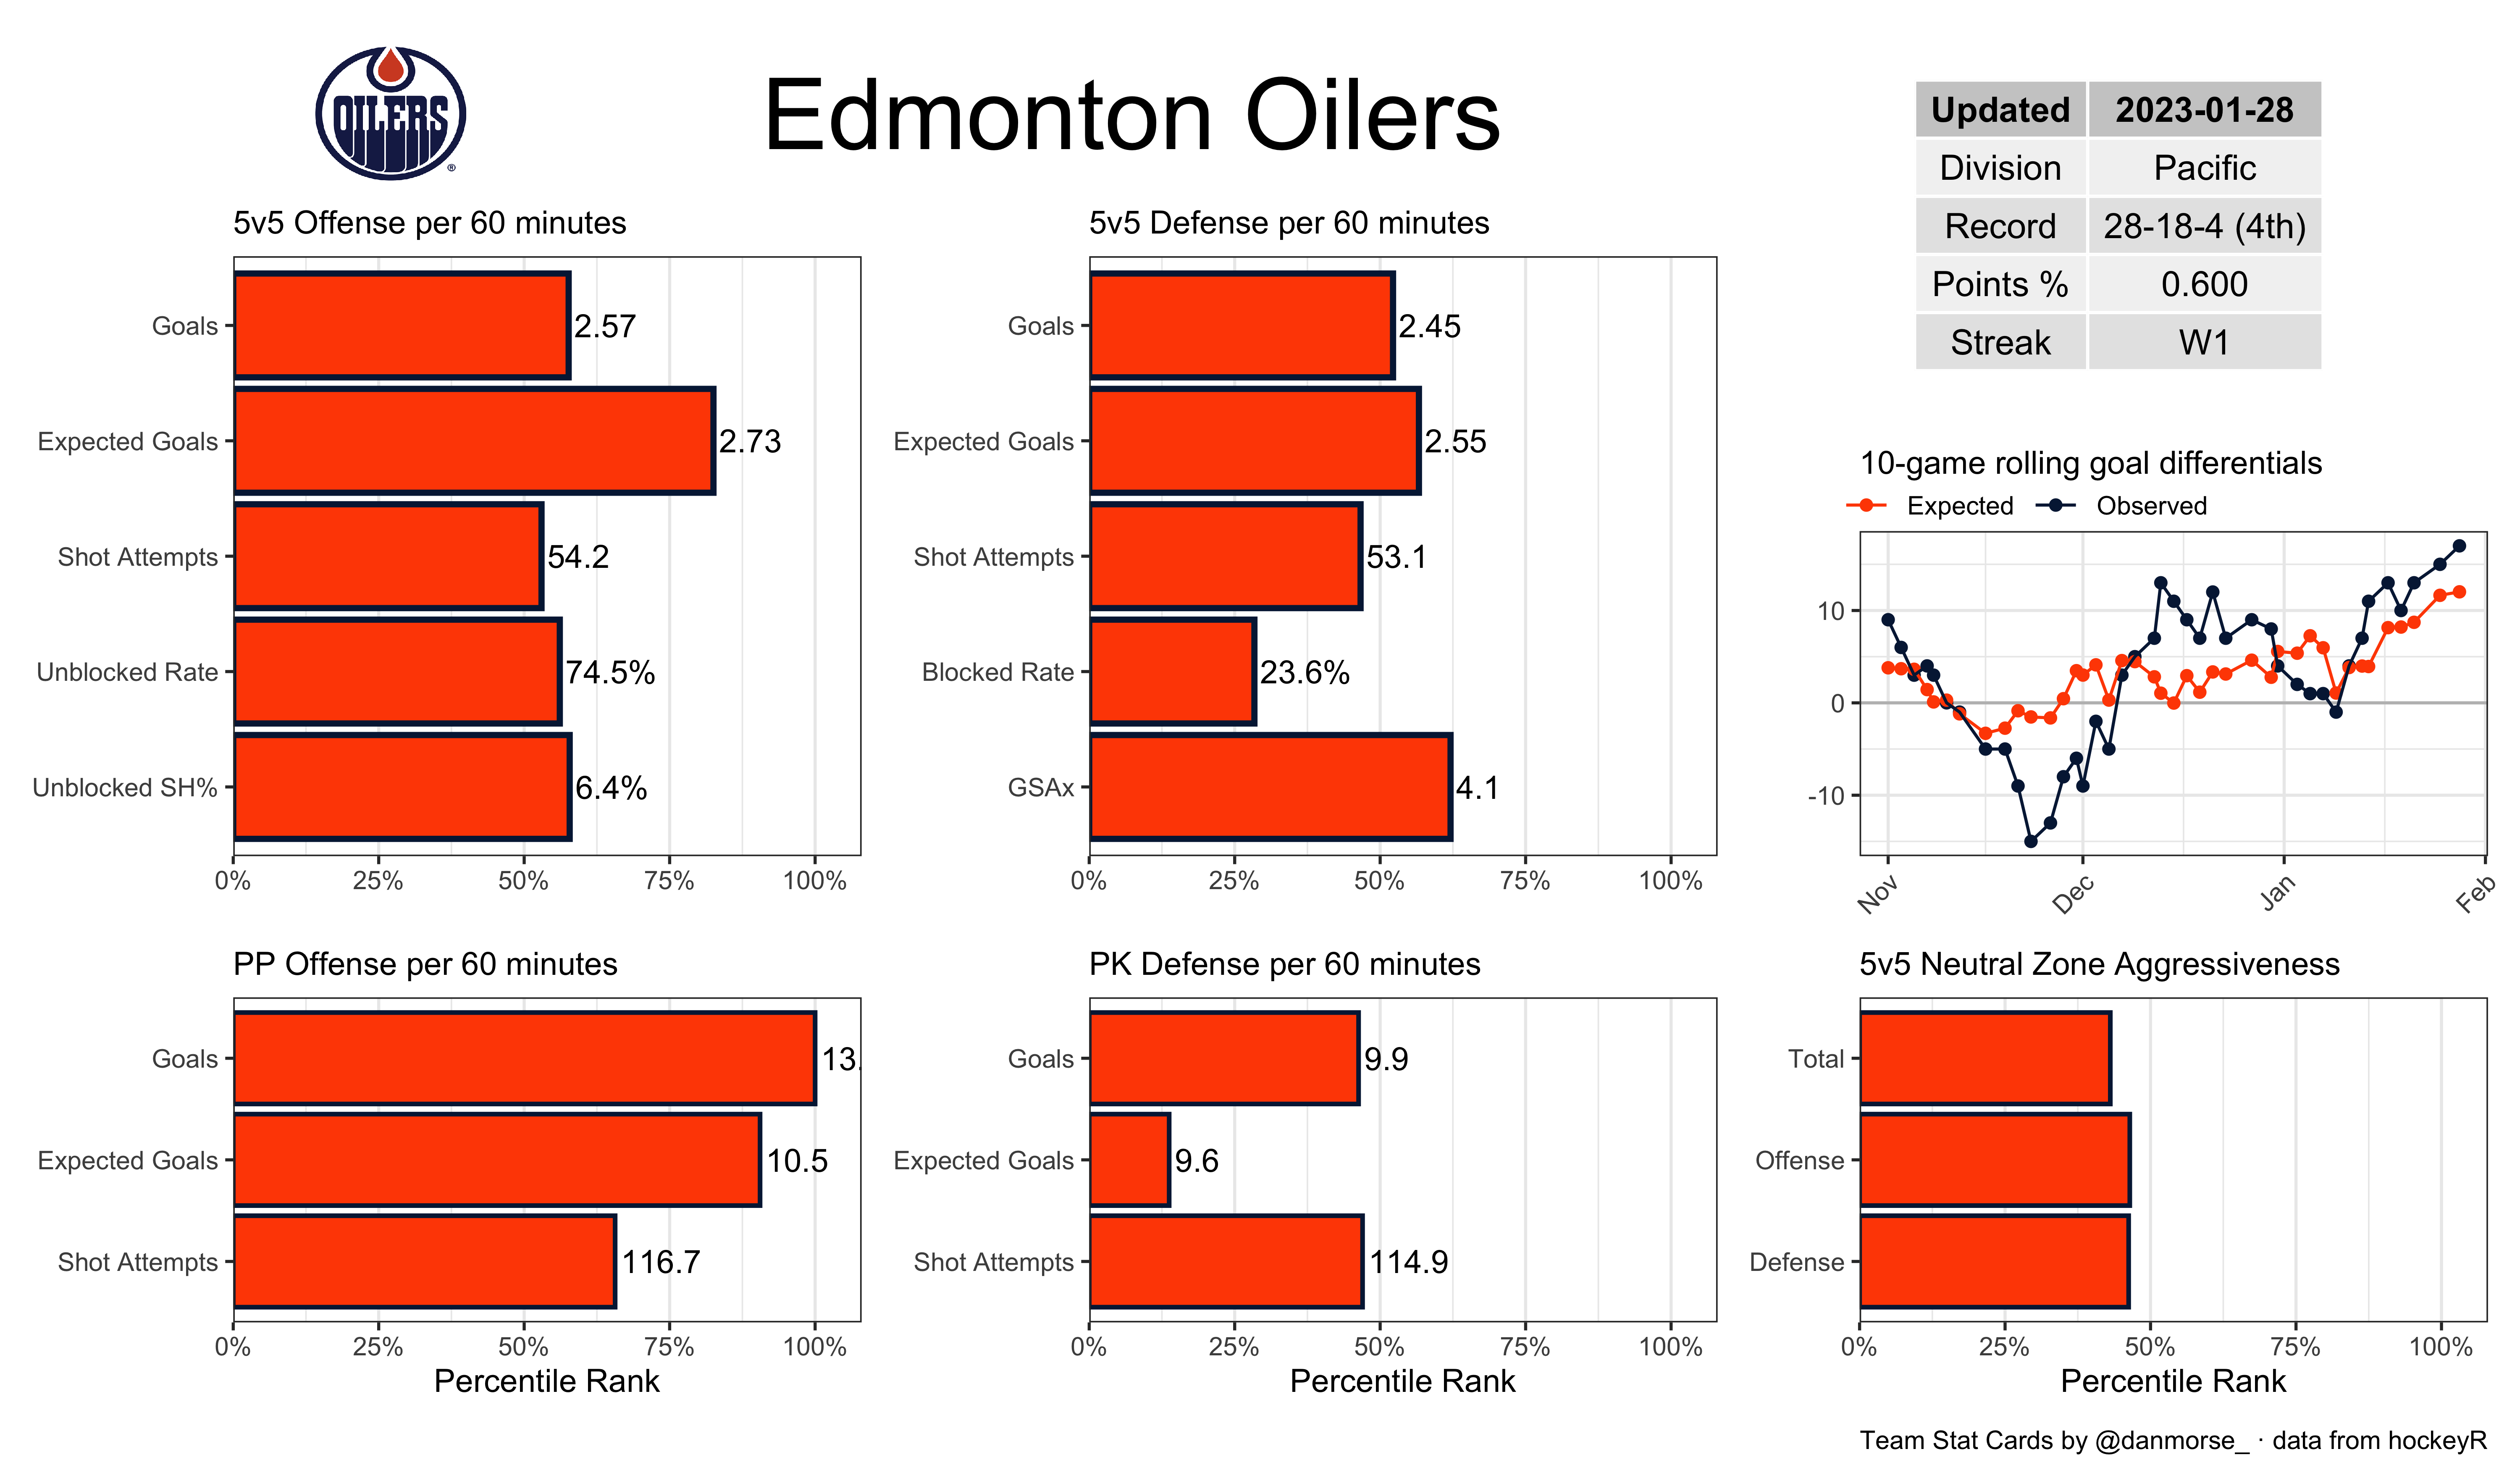 OILERS
®
Edmonton Oilers
Updated 2023-01-28
Division Pacific
Record 28-18-4 (4th)
Points % 0.600
Streak W1
5v5 Offense per 60 minutes
Goals 2.57
Expected Goals 2.73
Shot Attempts 54.2
Unblocked Rate 74.5%
Unblocked SH% 6.4%
0% 25% 50% 75% 100%
5v5 Defense per 60 minutes
Goals 2.45
Expected Goals 2.55
Shot Attempts 53.1
Blocked Rate 23.6%
GSAx 4.1
0% 25% 50% 75% 100%
10-game rolling goal differentials
Expected Observed
10
0
-10
Nov Dec Jan Feb
PP Offense per 60 minutes
Goals 13.
Expected Goals 10.5
Shot Attempts 116.7
0% 25% 50% 75% 100%
Percentile Rank
PK Defense per 60 minutes
Goals 9.9
Expected Goals 9.6
Shot Attempts 114.9
0% 25% 50% 75% 100%
Percentile Rank
5v5 Neutral Zone Aggressiveness
Total
Offense
Defense
0% 25% 50% 75% 100%
Percentile Rank
Team Stat Cards by @danmorse_ · data from hockeyR